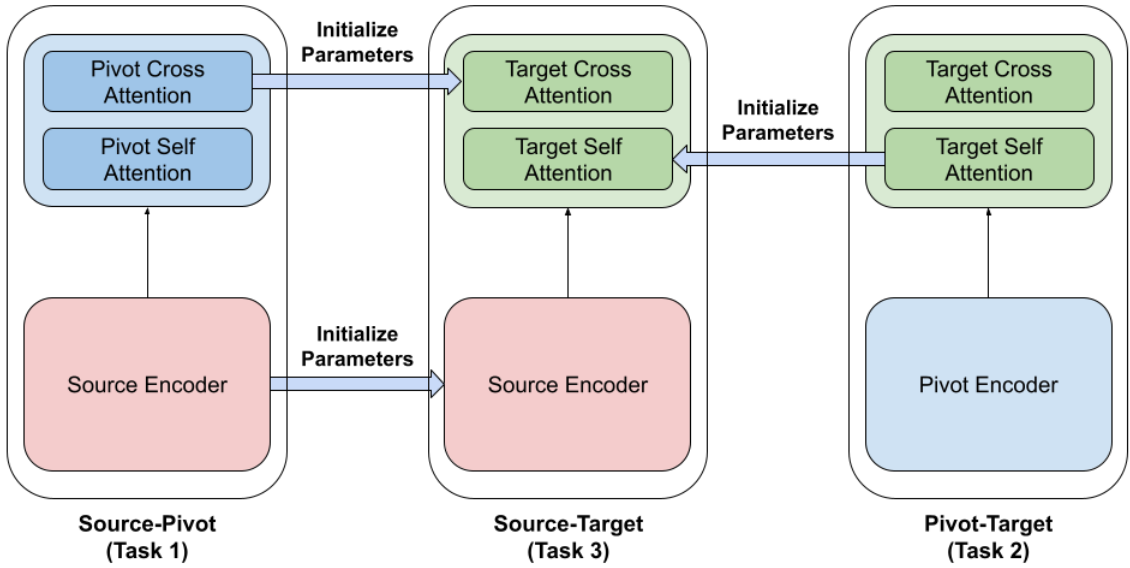 Pivot Cross
Attention
Pivot Self
Attention
Source Encoder
Source-Pivot
(Task 1)
Initialize
Parameters
Initialize
Parameters
Target Cross
Attention
Target Self
Attention
Source Encoder
Source-Target
(Task 3)
Initialize
Parameters
Target Cross
Attention
Target Self
Attention
Pivot Encoder
Pivot-Target
(Task 2)